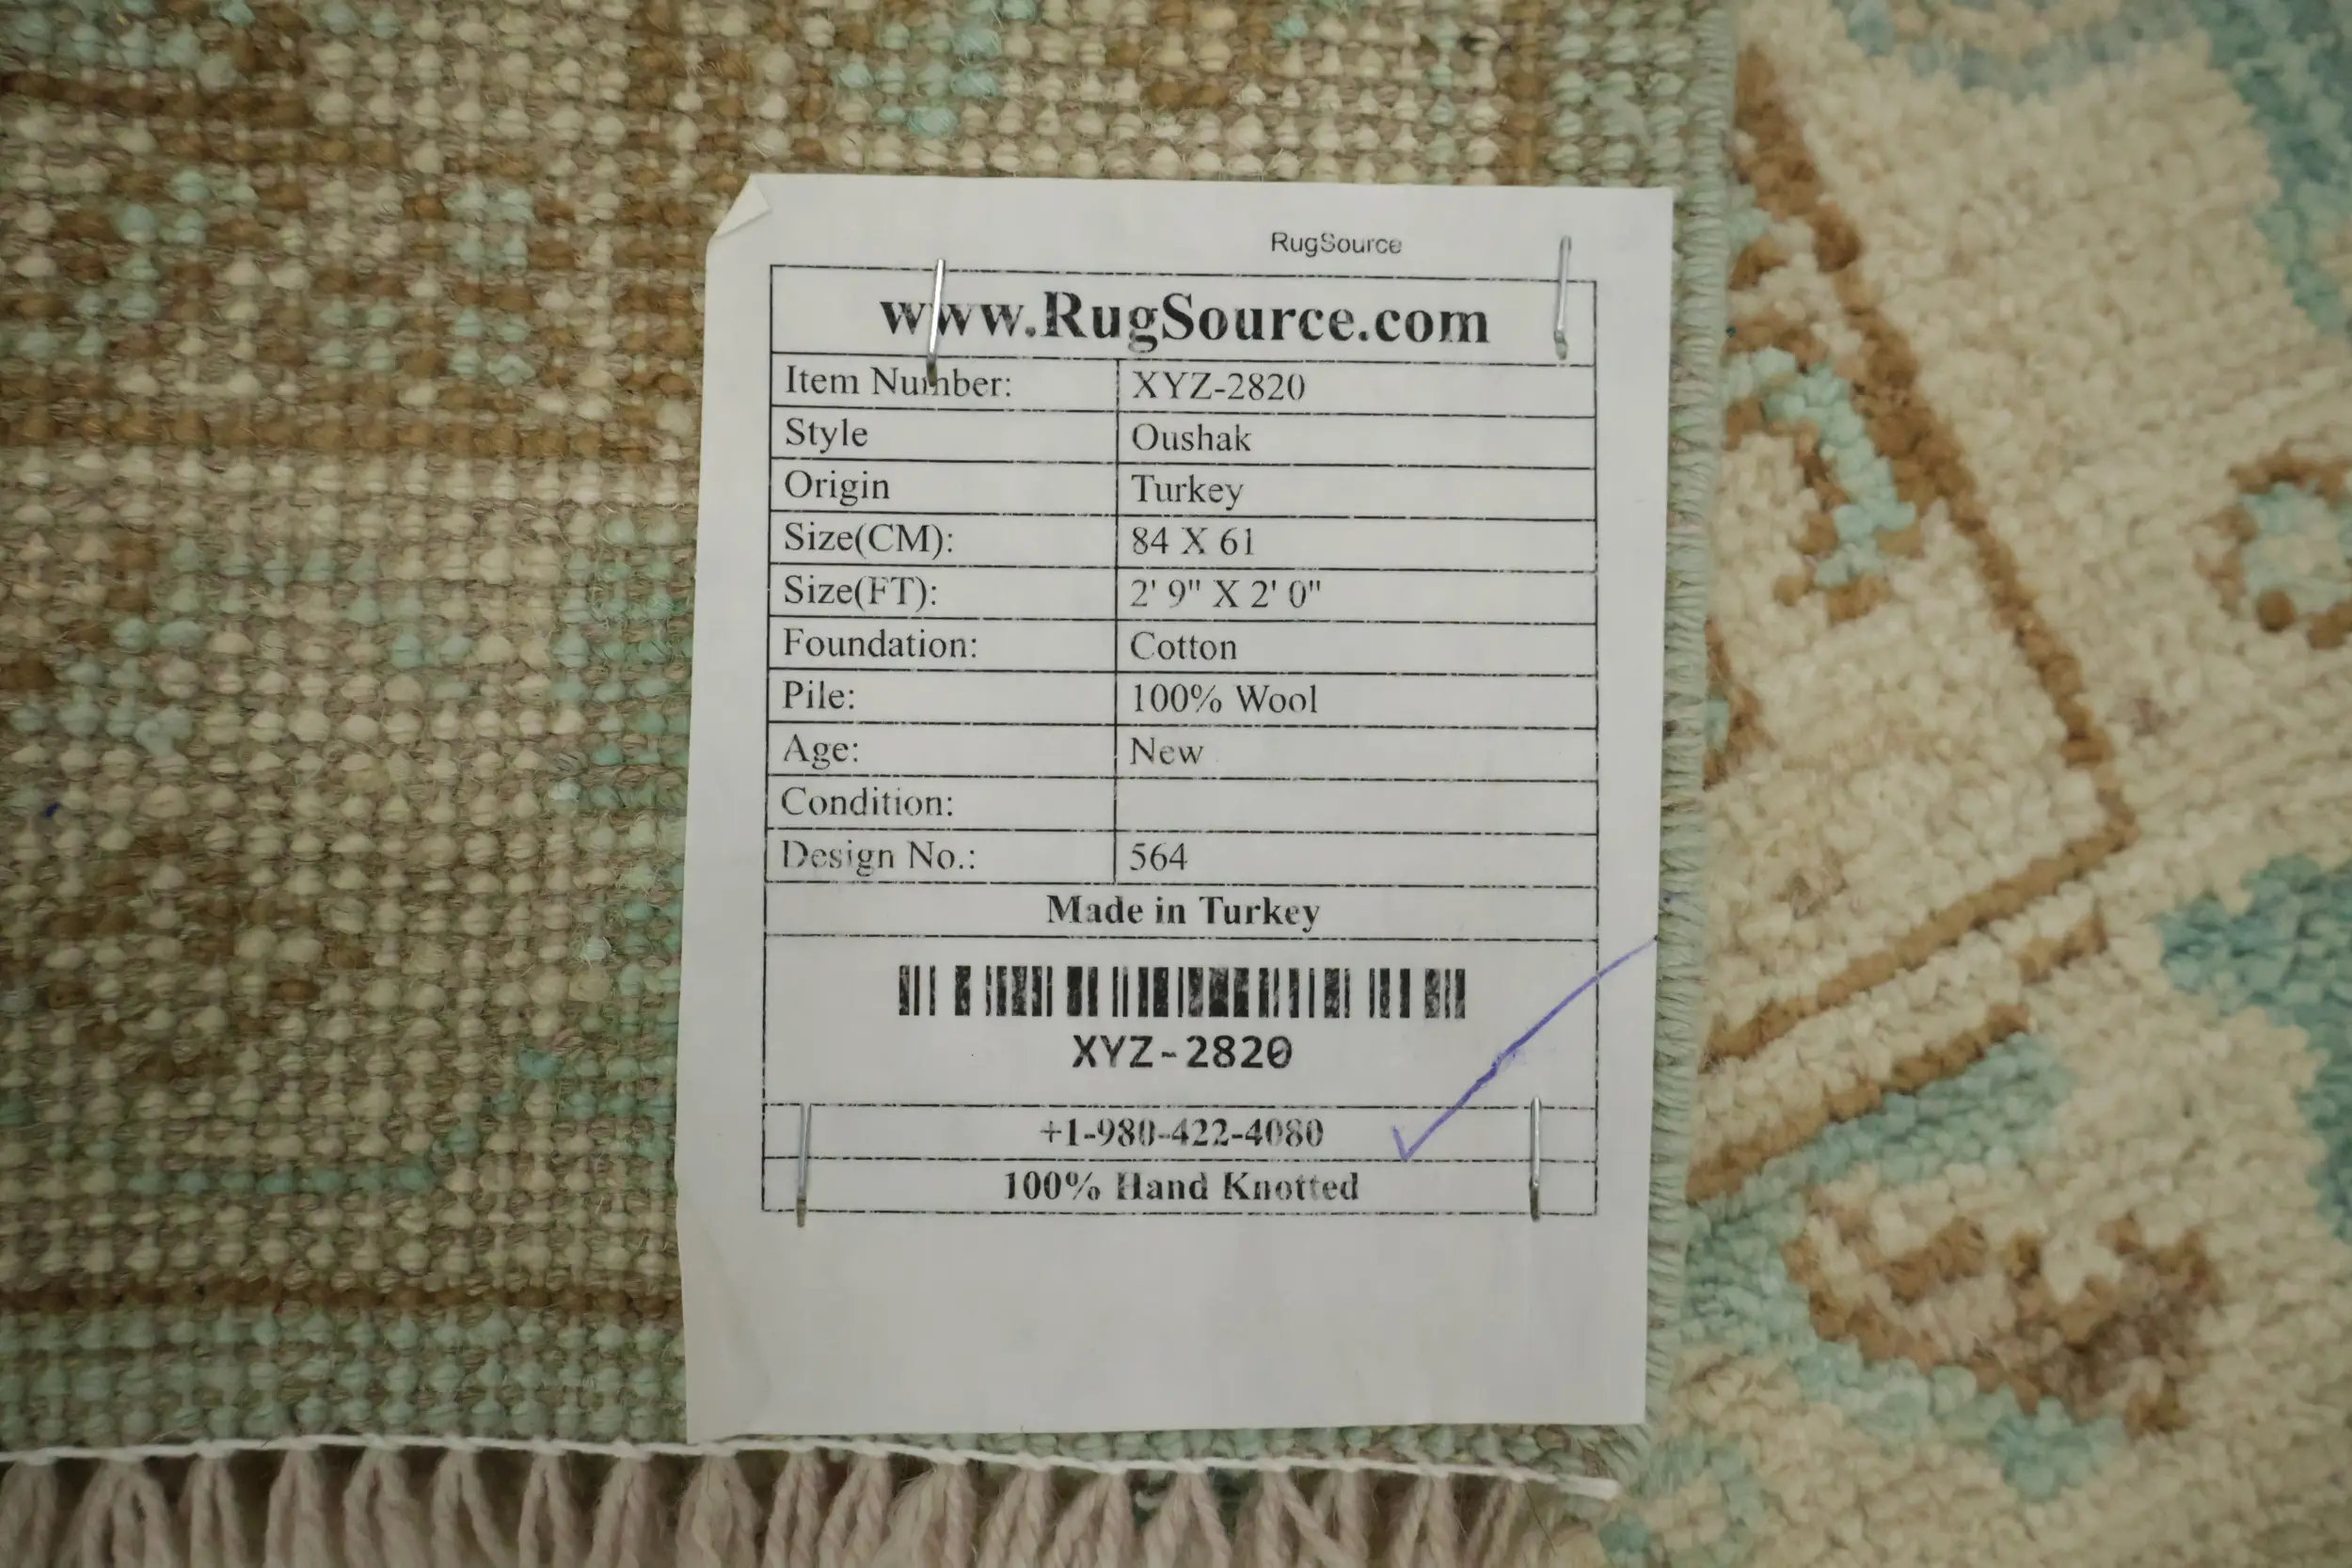 RugSource
www.RugSource.com
Item Number: XYZ-2820
Style Oushak
Origin Turkey
Size(CM): 84 X 61
Size(FT): 2' 9" X 2' 0"
Foundation: Cotton
Pile: 100% Wool
Age: New
Condition:
Design No.: 564
Made in Turkey
XYZ-2820
+1-980-422-4080
100% Hand Knotted